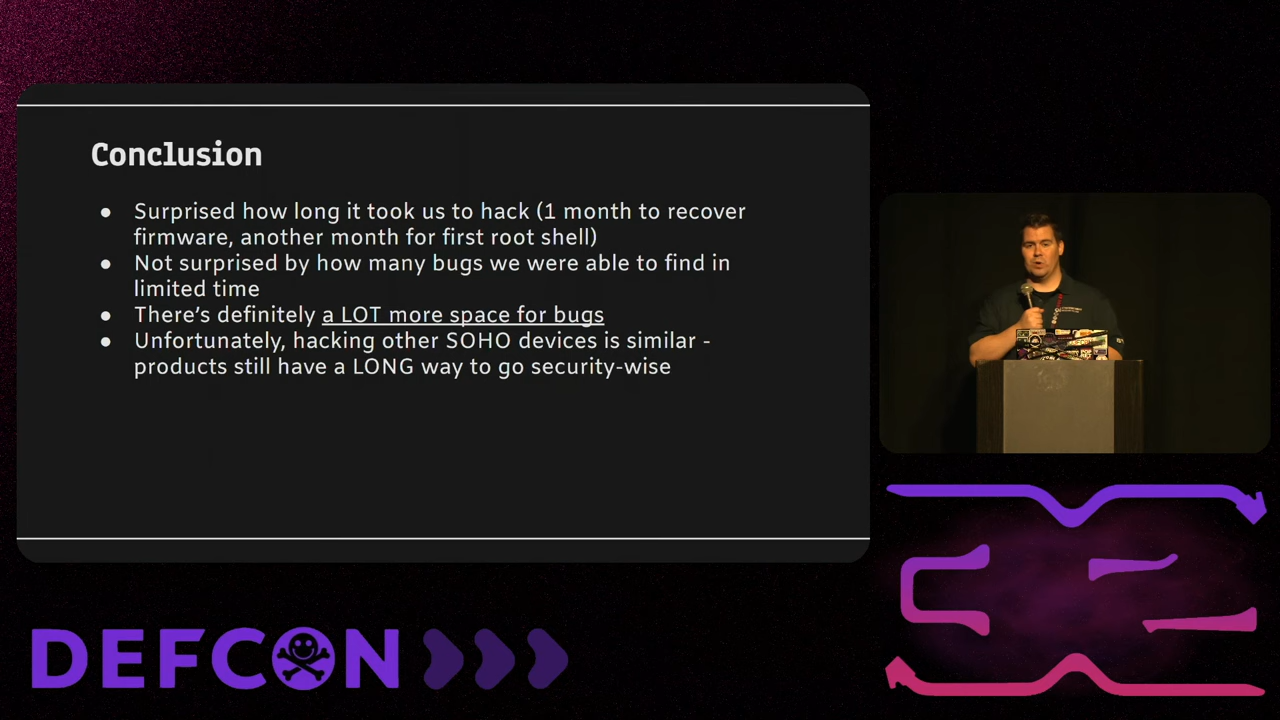 Conclusion
● Surprised how long it took us to hack (1 month to recover
firmware, another month for first root shell)
● Not surprised by how many bugs we were able to find in
limited time
● There’s definitely a LOT more space for bugs
● Unfortunately, hacking other SOHO devices is similar -
products still have a LONG way to go security-wise
DEFCON